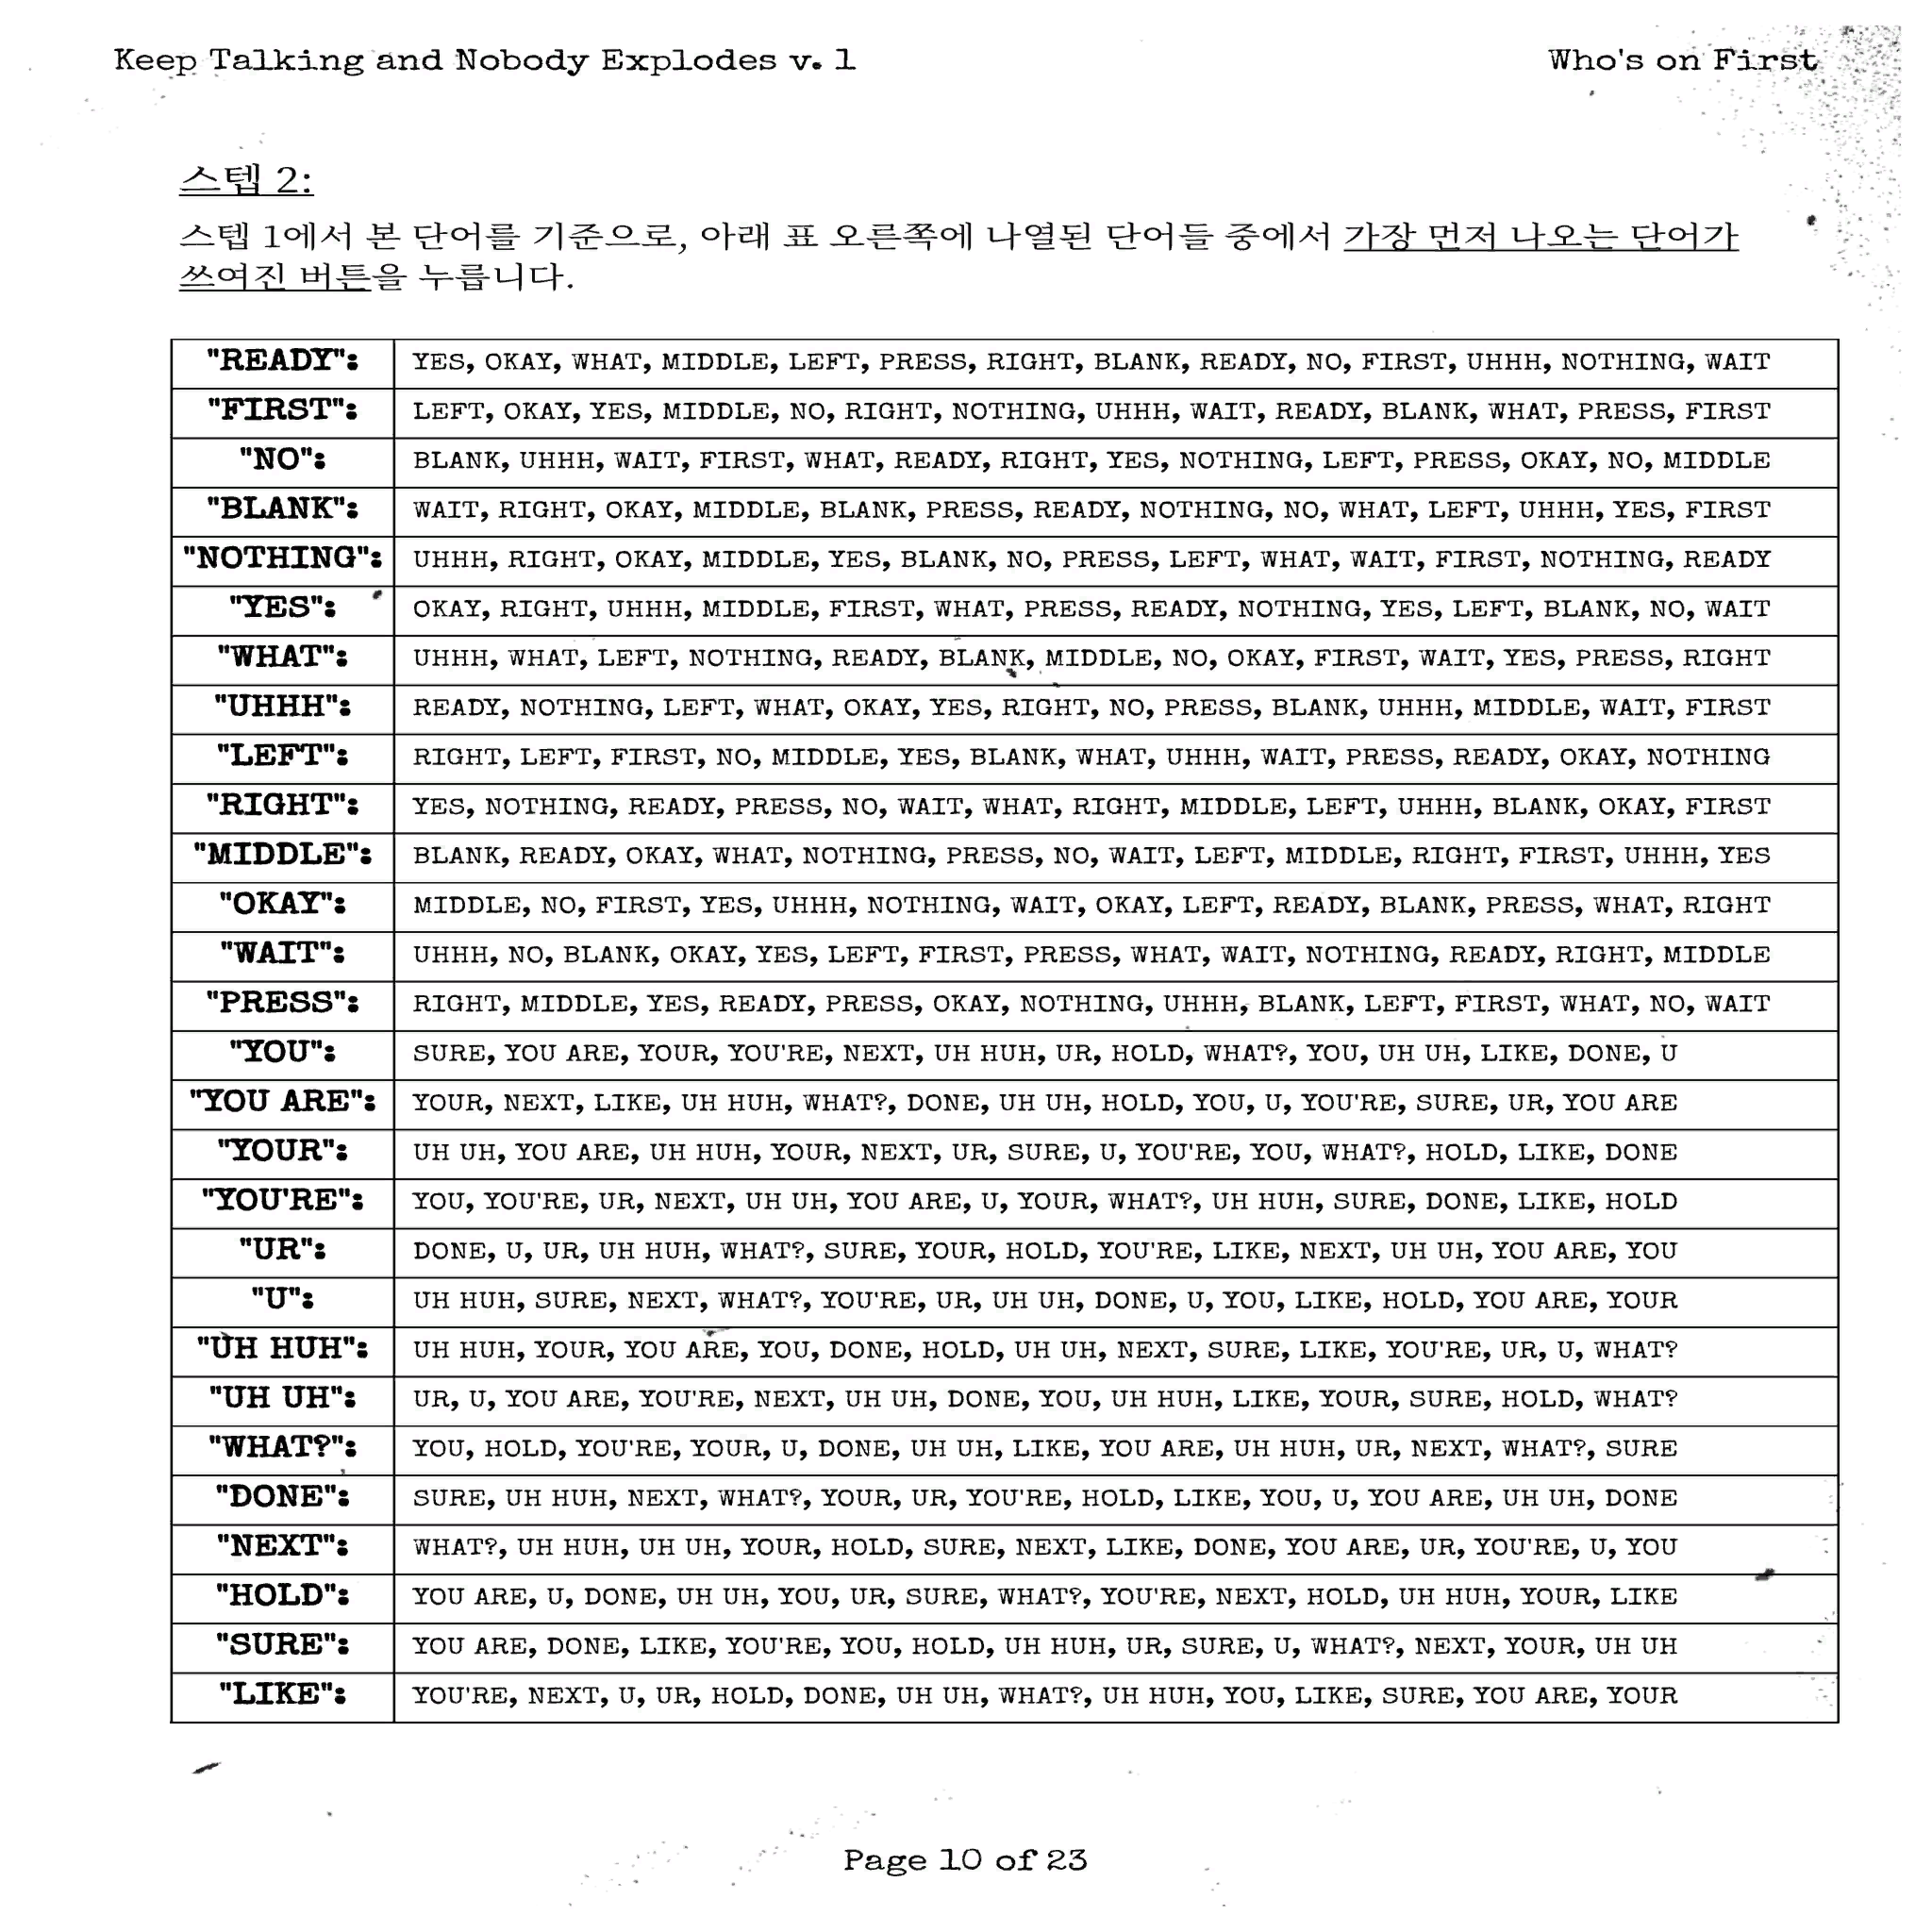 Keep Talking and Nobody Explodes v. 1
Who's on First
스텝 2:
스텝 1에서 본 단어를 기준으로, 아래 표 오른쪽에 나열된 단어들 중에서 가장 먼저 나오는 단어가
쓰여진 버튼을 누릅니다.
"READY": YES, OKAY, WHAT, MIDDLE, LEFT, PRESS, RIGHT, BLANK, READY, NO, FIRST, UHHH, NOTHING, WAIT
"FIRST": LEFT, OKAY, YES, MIDDLE, NO, RIGHT, NOTHING, UHHH, WAIT, READY, BLANK, WHAT, PRESS, FIRST
"NO": BLANK, UHHH, WAIT, FIRST, WHAT, READY, RIGHT, YES, NOTHING, LEFT, PRESS, OKAY, NO, MIDDLE
"BLANK": WAIT, RIGHT, OKAY, MIDDLE, BLANK, PRESS, READY, NOTHING, NO, WHAT, LEFT, UHHH, YES, FIRST
"NOTHING": UHHH, RIGHT, OKAY, MIDDLE, YES, BLANK, NO, PRESS, LEFT, WHAT, WAIT, FIRST, NOTHING, READY
"YES": OKAY, RIGHT, UHHH, MIDDLE, FIRST, WHAT, PRESS, READY, NOTHING, YES, LEFT, BLANK, NO, WAIT
"WHAT": UHHH, WHAT, LEFT, NOTHING, READY, BLANK, MIDDLE, NO, OKAY, FIRST, WAIT, YES, PRESS, RIGHT
"UHHH": READY, NOTHING, LEFT, WHAT, OKAY, YES, RIGHT, NO, PRESS, BLANK, UHHH, MIDDLE, WAIT, FIRST
"LEFT": RIGHT, LEFT, FIRST, NO, MIDDLE, YES, BLANK, WHAT, UHHH, WAIT, PRESS, READY, OKAY, NOTHING
"RIGHT": YES, NOTHING, READY, PRESS, NO, WAIT, WHAT, RIGHT, MIDDLE, LEFT, UHHH, BLANK, OKAY, FIRST
"MIDDLE": BLANK, READY, OKAY, WHAT, NOTHING, PRESS, NO, WAIT, LEFT, MIDDLE, RIGHT, FIRST, UHHH, YES
"OKAY": MIDDLE, NO, FIRST, YES, UHHH, NOTHING, WAIT, OKAY, LEFT, READY, BLANK, PRESS, WHAT, RIGHT
"WAIT": UHHH, NO, BLANK, OKAY, YES, LEFT, FIRST, PRESS, WHAT, WAIT, NOTHING, READY, RIGHT, MIDDLE
"PRESS": RIGHT, MIDDLE, YES, READY, PRESS, OKAY, NOTHING, UHHH, BLANK, LEFT, FIRST, WHAT, NO, WAIT
"YOU": SURE, YOU ARE, YOUR, YOU'RE, NEXT, UH HUH, UR, HOLD, WHAT?, YOU, UH UH, LIKE, DONE, U
"YOU ARE": YOUR, NEXT, LIKE, UH HUH, WHAT?, DONE, UH UH, HOLD, YOU, U, YOU'RE, SURE, UR, YOU ARE
"YOUR": UH UH, YOU ARE, UH HUH, YOUR, NEXT, UR, SURE, U, YOU'RE, YOU, WHAT?, HOLD, LIKE, DONE
"YOU'RE": YOU, YOU'RE, UR, NEXT, UH UH, YOU ARE, U, YOUR, WHAT?, UH HUH, SURE, DONE, LIKE, HOLD
"UR": DONE, U, UR, UH HUH, WHAT?, SURE, YOUR, HOLD, YOU'RE, LIKE, NEXT, UH UH, YOU ARE, YOU
"U": UH HUH, SURE, NEXT, WHAT?, YOU'RE, UR, UH UH, DONE, U, YOU, LIKE, HOLD, YOU ARE, YOUR
"UH HUH": UH HUH, YOUR, YOU ARE, YOU, DONE, HOLD, UH UH, NEXT, SURE, LIKE, YOU'RE, UR, U, WHAT?
"UH UH": UR, U, YOU ARE, YOU'RE, NEXT, UH UH, DONE, YOU, UH HUH, LIKE, YOUR, SURE, HOLD, WHAT?
"WHAT?": YOU, HOLD, YOU'RE, YOUR, U, DONE, UH UH, LIKE, YOU ARE, UH HUH, UR, NEXT, WHAT?, SURE
"DONE": SURE, UH HUH, NEXT, WHAT?, YOUR, UR, YOU'RE, HOLD, LIKE, YOU, U, YOU ARE, UH UH, DONE
"NEXT": WHAT?, UH HUH, UH UH, YOUR, HOLD, SURE, NEXT, LIKE, DONE, YOU ARE, UR, YOU'RE, U, YOU
"HOLD": YOU ARE, U, DONE, UH UH, YOU, UR, SURE, WHAT?, YOU'RE, NEXT, HOLD, UH HUH, YOUR, LIKE
"SURE": YOU ARE, DONE, LIKE, YOU'RE, YOU, HOLD, UH HUH, UR, SURE, U, WHAT?, NEXT, YOUR, UH UH
"LIKE": YOU'RE, NEXT, U, UR, HOLD, DONE, UH UH, WHAT?, UH HUH, YOU, LIKE, SURE, YOU ARE, YOUR
Page 10 of 23